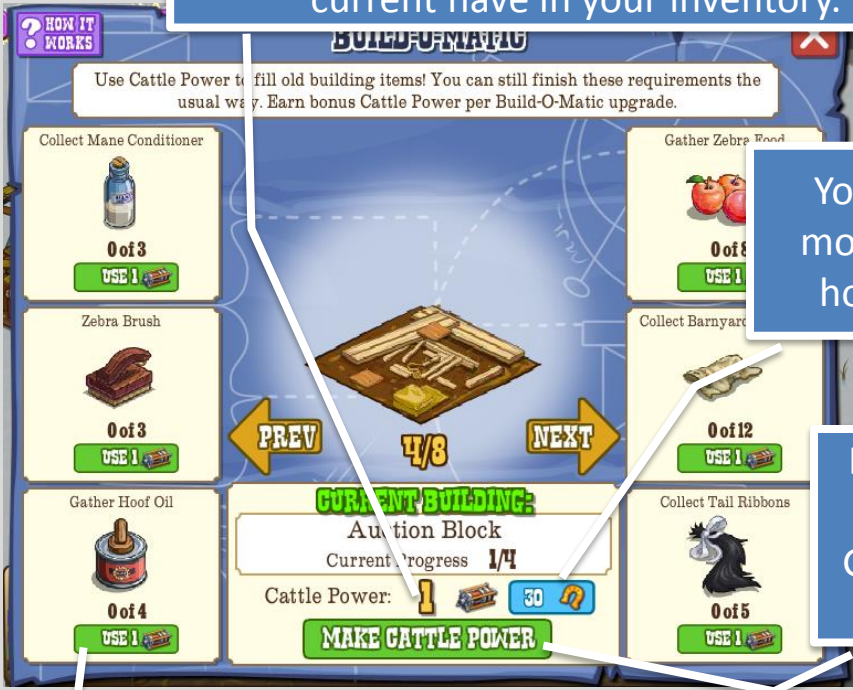 current have in your inventory.
? HOW IT
WORKS
BUILD-O-MATIC
X
Use Cattle Power to fill old building items! You can still finish these requirements the
usual way. Earn bonus Cattle Power per Build-O-Matic upgrade.
Collect Mane Conditioner
0 of 3
USE 1
Zebra Brush
0 of 3
USE 1
Gather Hoof Oil
0 of 4
USE 1
Gather Zebra Food
0 of 8
USE 1
Collect Barnyard
0 of 12
USE 1
Collect Tail Ribbons
0 of 5
USE 1
PREV
4/8
NEXT
CURRENT BUILDING:
Auction Block
Current Progress 1/4
Cattle Power: 1
30
MAKE CATTLE POWER